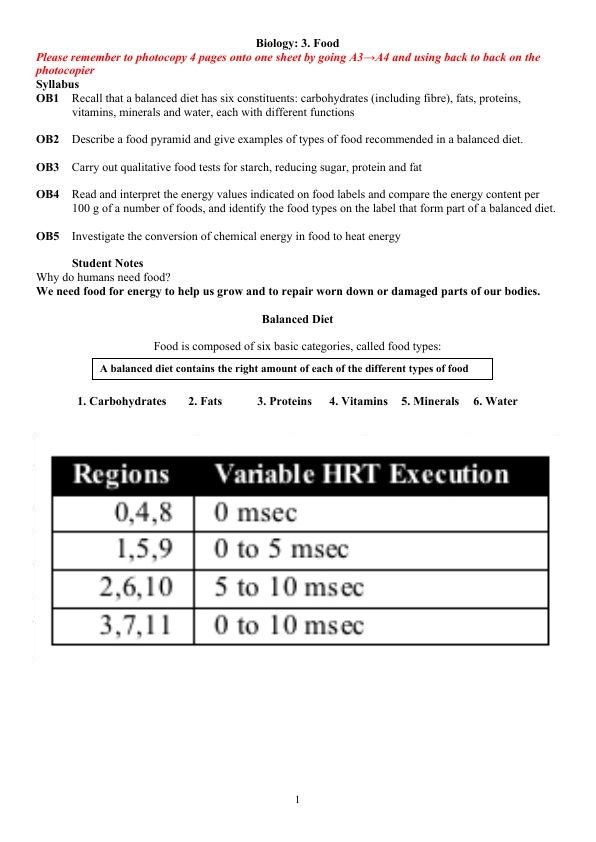 Biology: 3. Food
Please remember to photocopy 4 pages onto one sheet by going A3→A4 and using back to back on the
photocopier
Syllabus
OB1 Recall that a balanced diet has six constituents: carbohydrates (including fibre), fats, proteins,
vitamins, minerals and water, each with different functions
OB2 Describe a food pyramid and give examples of types of food recommended in a balanced diet.
OB3 Carry out qualitative food tests for starch, reducing sugar, protein and fat
OB4 Read and interpret the energy values indicated on food labels and compare the energy content per
100 g of a number of foods, and identify the food types on the label that form part of a balanced diet.
OB5 Investigate the conversion of chemical energy in food to heat energy
Student Notes
Why do humans need food?
We need food for energy to help us grow and to repair worn down or damaged parts of our bodies.
Balanced Diet
Food is composed of six basic categories, called food types:
A balanced diet contains the right amount of each of the different types of food
1. Carbohydrates 2. Fats 3. Proteins 4. Vitamins 5. Minerals 6. Water
Regions Variable HRT Execution
0,4,8 0 msec
1,5,9 0 to 5 msec
2,6,10 5 to 10 msec
3,7,11 0 to 10 msec
1